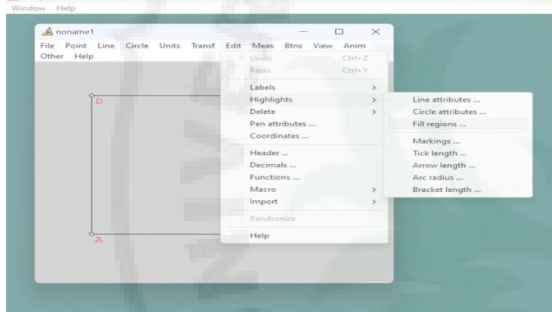 Window Help
noname1
File Point Line Circle Units Transf Edit Meas Btns View Anim
Other Help
Undo Ctrl+Z
Redo Ctrl+Y
Labels
Highlights
Delete
Pen attributes ...
Coordinates ...
Header ...
Decimals ...
Functions ...
Macro
Import
Randomize
Help
Line attributes ...
Circle attributes ...
Fill regions ...
Markings ...
Tick length ...
Arrow length ...
Arc radius ...
Bracket length ...
D
A